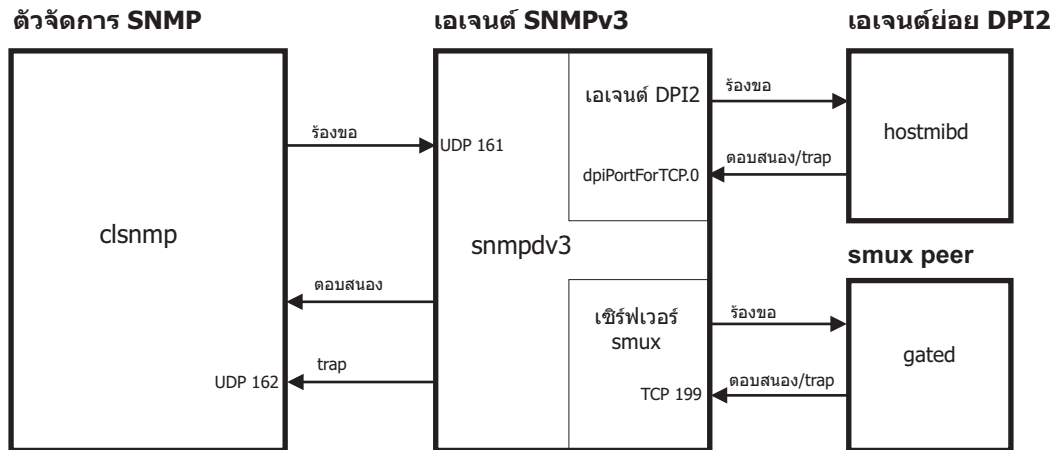 ตัวจัดการ SNMP
เอเจนต์ SNMPv3
เอเจนต์ย่อย DPI2
เอเจนต์ DPI2
ร้องขอ
ร้องขอ
UDP 161
hostmibd
ตอบสนอง/trap
dpiPortForTCP.0
clsnmp
snmpdv3
smux peer
ตอบสนอง
เซิร์ฟเวอร์
smux
ร้องขอ
gated
trap
UDP 162
ตอบสนอง/trap
TCP 199